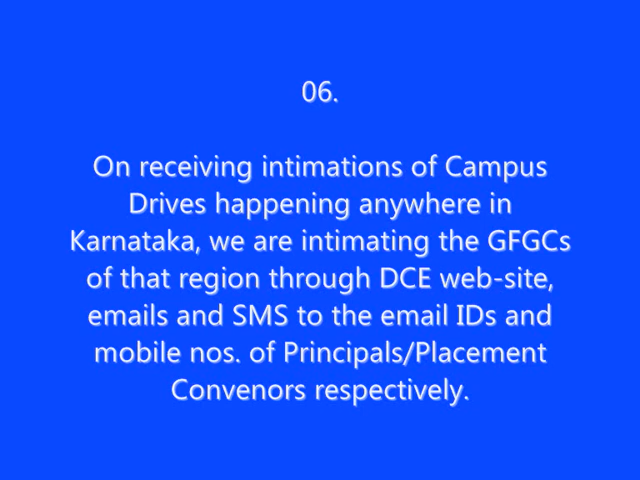 06.
On receiving intimations of Campus
Drives happening anywhere in
Karnataka, we are intimating the GFGCs
of that region through DCE web-site,
emails and SMS to the email IDs and
mobile nos. of Principals/Placement
Convenors respectively.